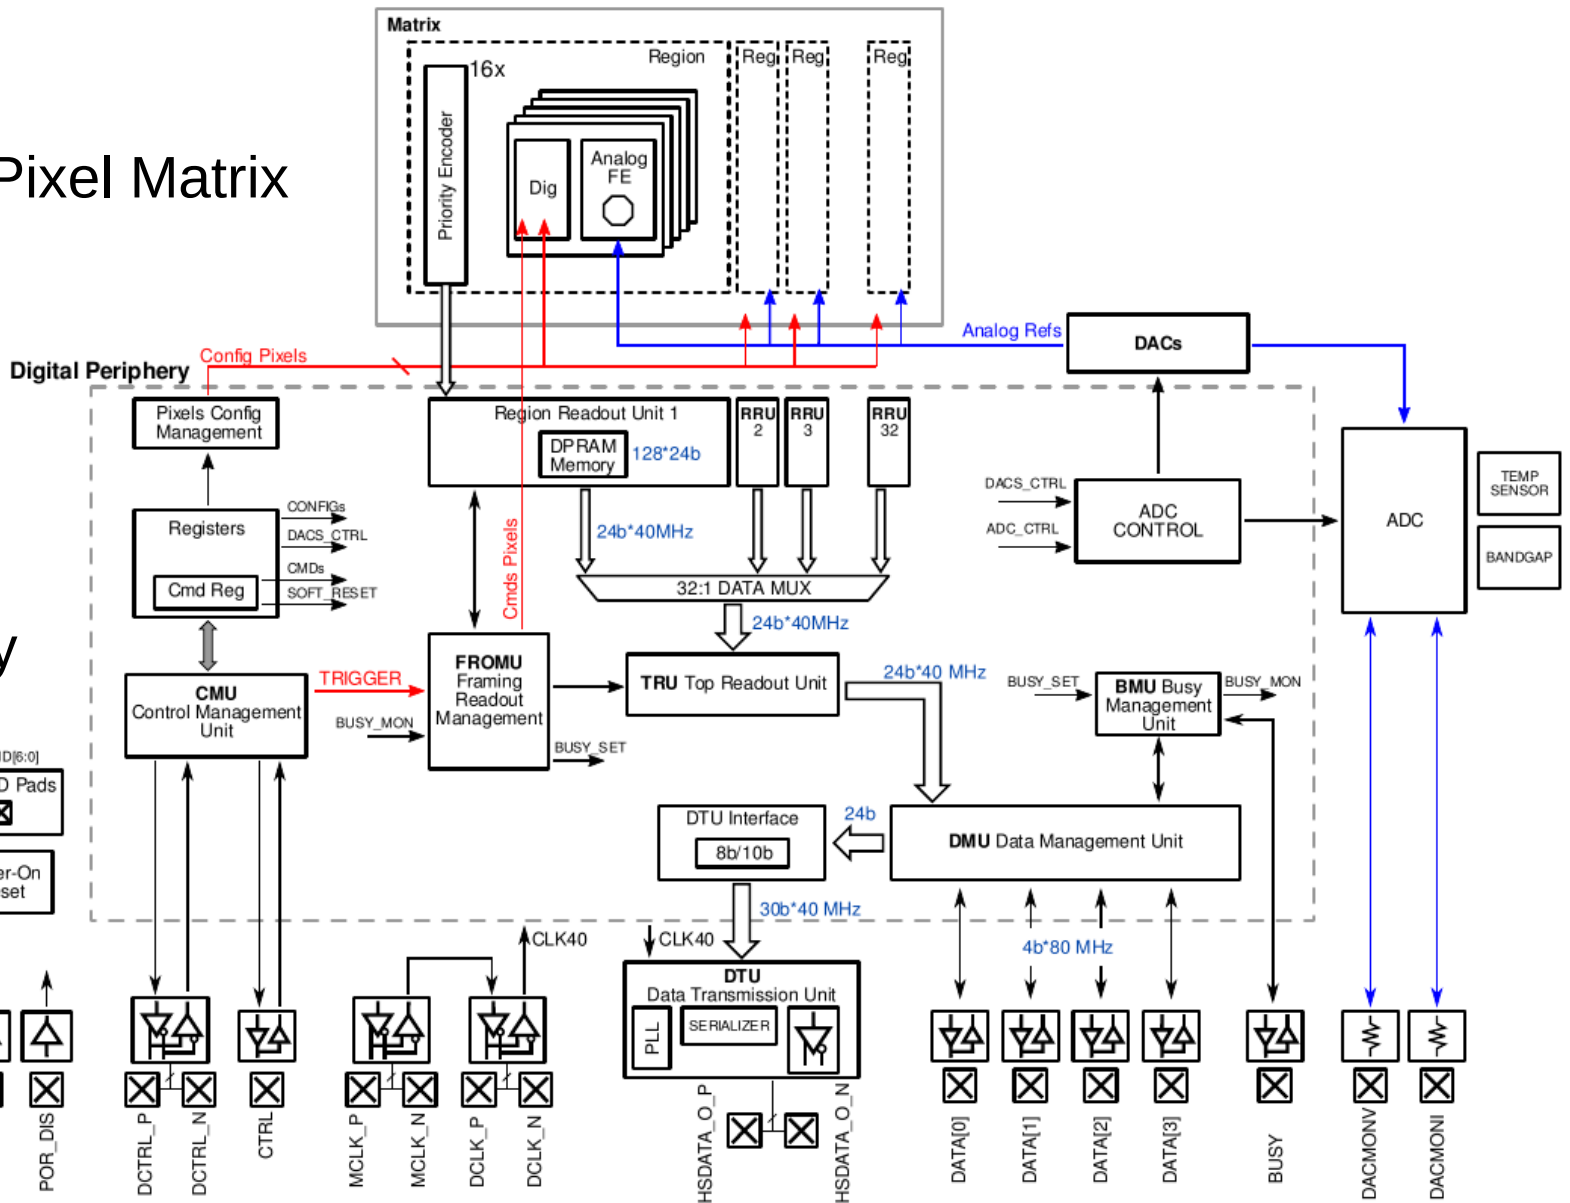 Matrix
Region
Reg
Reg
Reg
16x
Priority Encoder
Dig
Analog
FE
Pixel Matrix
Analog Refs
DACs
Config Pixels
Digital Periphery
Pixels Config
Management
Region Readout Unit 1
DPRAM
Memory
128*24b
RRU
2
RRU
3
RRU
32
Registers
Cmd Reg
CONFIGs
DACS_CTRL
CMDs
SOFT_RESET
Cmds Pixels
24b*40MHz
32:1 DATA MUX
24b*40MHz
DACS_CTRL
ADC_CTRL
ADC
CONTROL
ADC
TEMP
SENSOR
BANDGAP
y
CMU
Control Management
Unit
TRIGGER
BUSY_MON
FROMU
Framing
Readout
Management
BUSY_SET
TRU Top Readout Unit
24b*40 MHz
BUSY_SET
BMU Busy
Management
Unit
BUSY_MON
ID[6:0]
D Pads
er-On
set
DTU Interface
8b/10b
24b
DMU Data Management Unit
30b*40 MHz
CLK40
CLK40
4b*80 MHz
DTU
Data Transmission Unit
PLL
SERIALIZER
POR_DIS
DCTRL_P
DCTRL_N
CTRL
MCLK_P
MCLK_N
DCLK_P
DCLK_N
HSDATA_O_P
HSDATA_O_N
DATA[0]
DATA[1]
DATA[2]
DATA[3]
BUSY
DACMONV
DACMONI